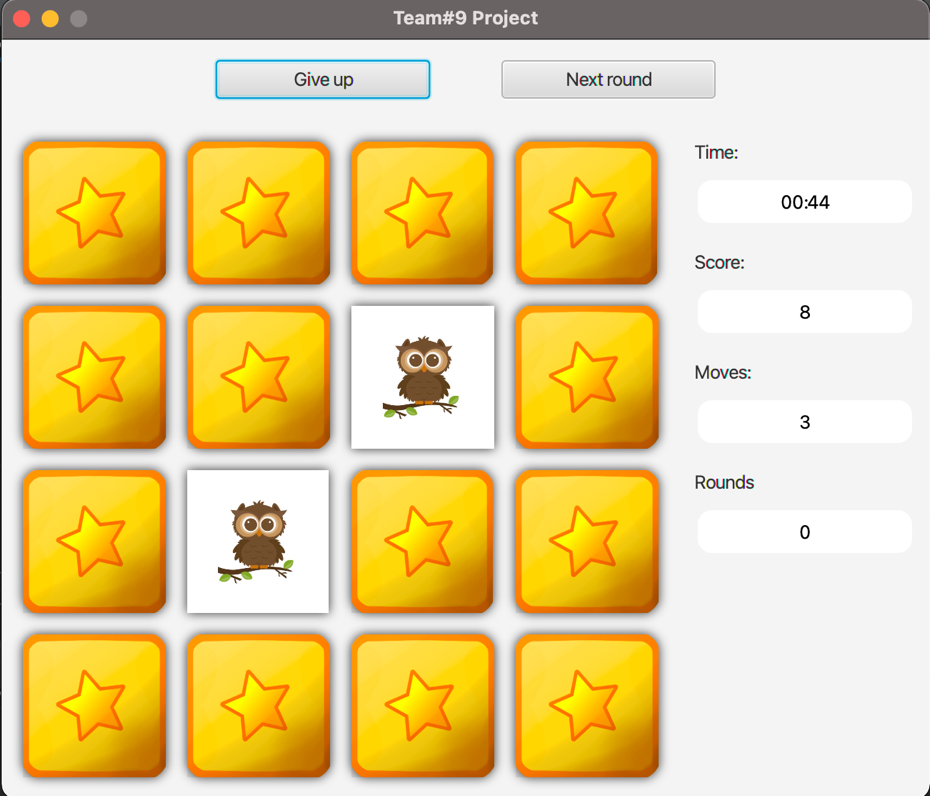 Team#9 Project
Give up
Next round
Time:
00:44
Score:
8
Moves:
3
Rounds
0